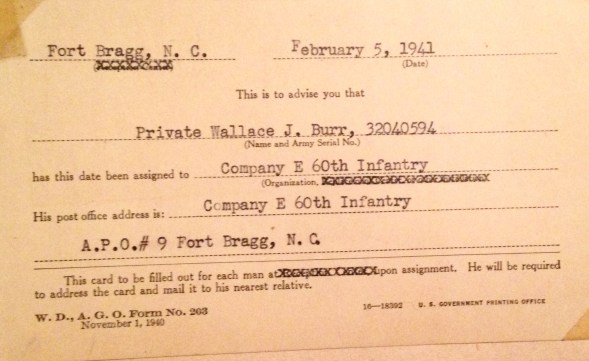 Fort Bragg, N. C. February 5, 1941
(Date)
This is to advise you that
Private Wallace J. Burr, 32040594
(Name and Army Serial No.)
has this date been assigned to Company E 60th Infantry
(Organization,
His post office address is: Company E 60th Infantry
A.P.O.# 9 Fort Bragg, N. C.
This card to be filled out for each man at upon assignment. He will be required
to address the card and mail it to his nearest relative.
W. D., A. G. O. Form No. 203
November 1, 1940
16—18392 U. S. GOVERNMENT PRINTING OFFICE